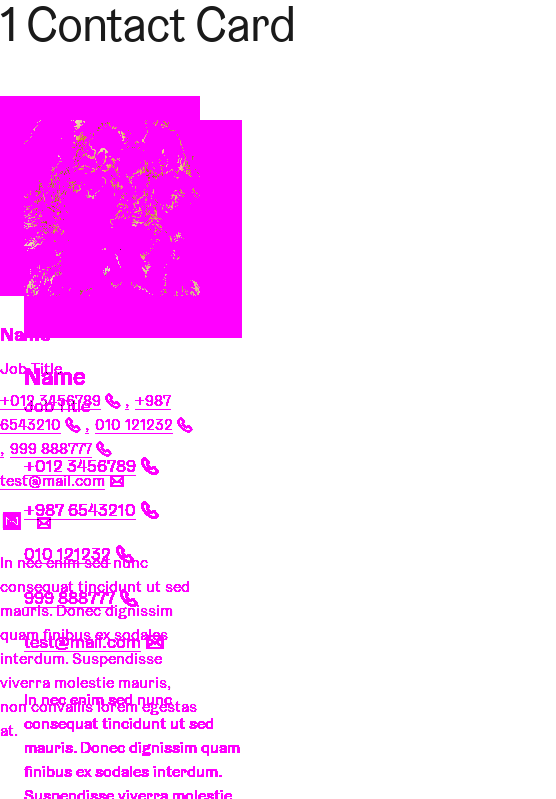 1 Contact Card
Name
Job Title
Name
+012 3456789 , +987
Job Title
6543210 , 010 121232
, 999 888777
+012 3456789
test@mail.com
+987 6543210
010 121232
In nec enim sed nunc
consequat tincidunt ut sed
999 888777
mauris. Donec dignissim
quam finibus ex sodales
test@mail.com
interdum. Suspendisse
viverra molestie mauris,
In nec enim sed nunc
non convallis lorem egestas
consequat tincidunt ut sed
at.
mauris. Donec dignissim quam
finibus ex sodales interdum.
Suspendisse viverra molestie